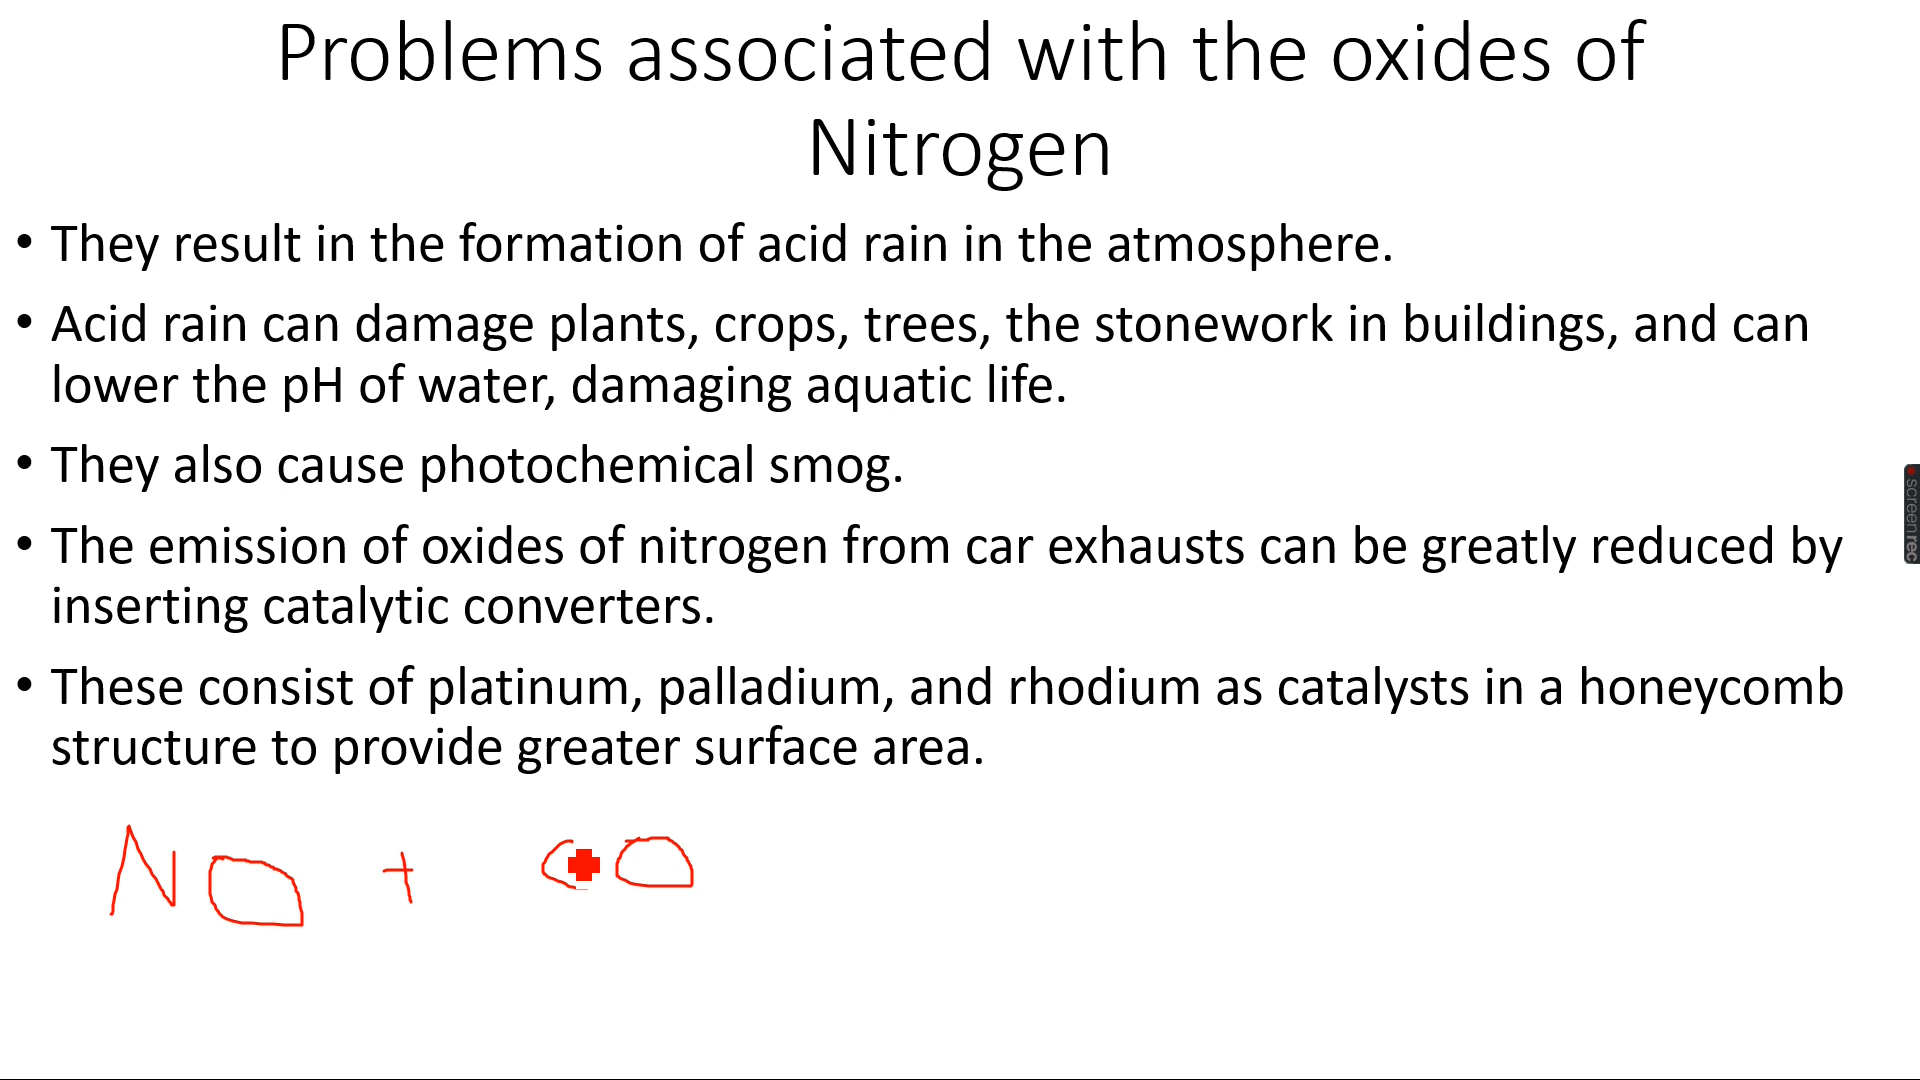 Problems associated with the oxides of
Nitrogen
• They result in the formation of acid rain in the atmosphere.
• Acid rain can damage plants, crops, trees, the stonework in buildings, and can
lower the pH of water, damaging aquatic life.
• They also cause photochemical smog.
• The emission of oxides of nitrogen from car exhausts can be greatly reduced by
inserting catalytic converters.
• These consist of platinum, palladium, and rhodium as catalysts in a honeycomb
structure to provide greater surface area.
NO + CO
screenrec